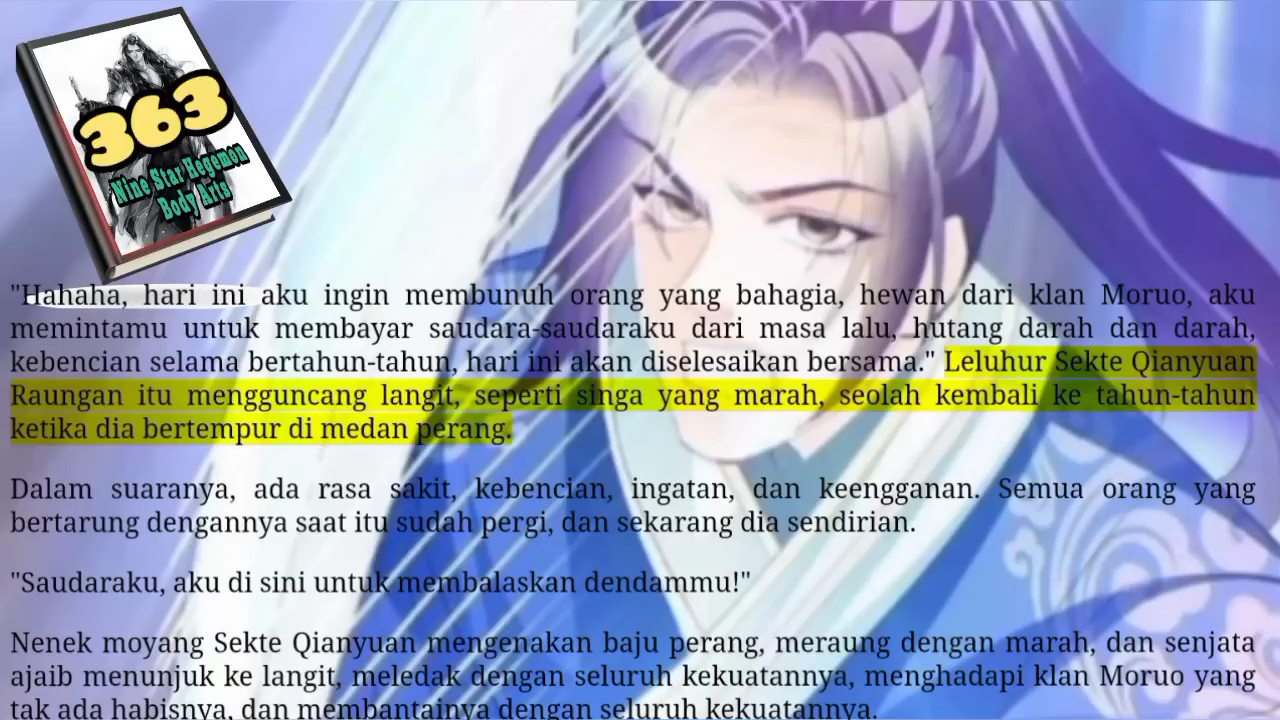 363
Nine Star Hegemon
Body Arts
"Hahaha, hari ini aku ingin membunuh orang yang bahagia, hewan dari klan Moruo, aku
memintamu untuk membayar saudara-saudaraku dari masa lalu, hutang darah dan darah,
kebencian selama bertahun-tahun, hari ini akan diselesaikan bersama." Leluhur Sekte Qianyuan
Raungan itu mengguncang langit, seperti singa yang marah, seolah kembali ke tahun-tahun
ketika dia bertempur di medan perang.
Dalam suaranya, ada rasa sakit, kebencian, ingatan, dan keengganan. Semua orang yang
bertarung dengannya saat itu sudah pergi, dan sekarang dia sendirian.
"Saudaraku, aku di sini untuk membalaskan dendammu!"
Nenek moyang Sekte Qianyuan mengenakan baju perang, meraung dengan marah, dan senjata
ajaib menunjuk ke langit, meledak dengan seluruh kekuatannya, menghadapi klan Moruo yang
tak ada habisnya, dan membantainya dengan seluruh kekuatannya.